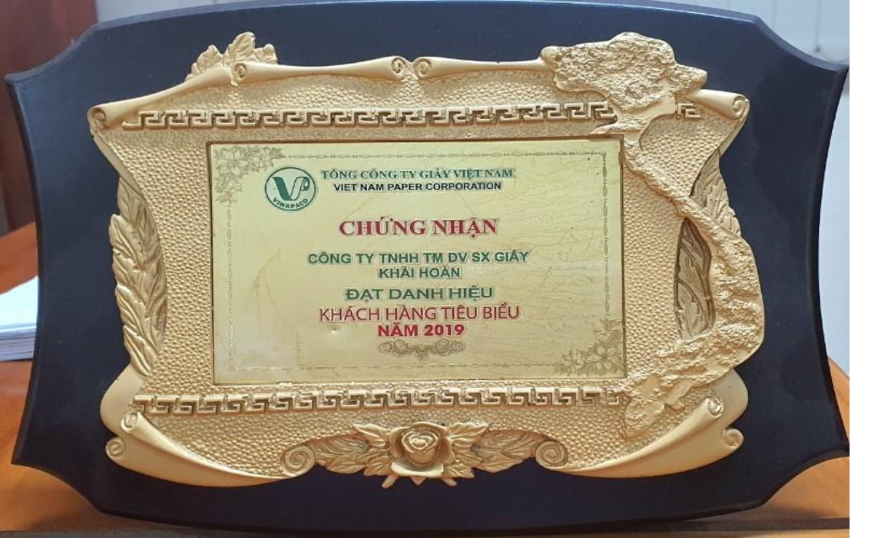 TỔNG CÔNG TY GIẤY VIỆT NAM
VIET NAM PAPER CORPORATION
VINAPACO
CHỨNG NHẬN
CÔNG TY TNHH TM DV SX GIẤY
KHẢI HOÀN
ĐẠT DANH HIỆU
KHÁCH HÀNG TIÊU BIỂU
NĂM 2019